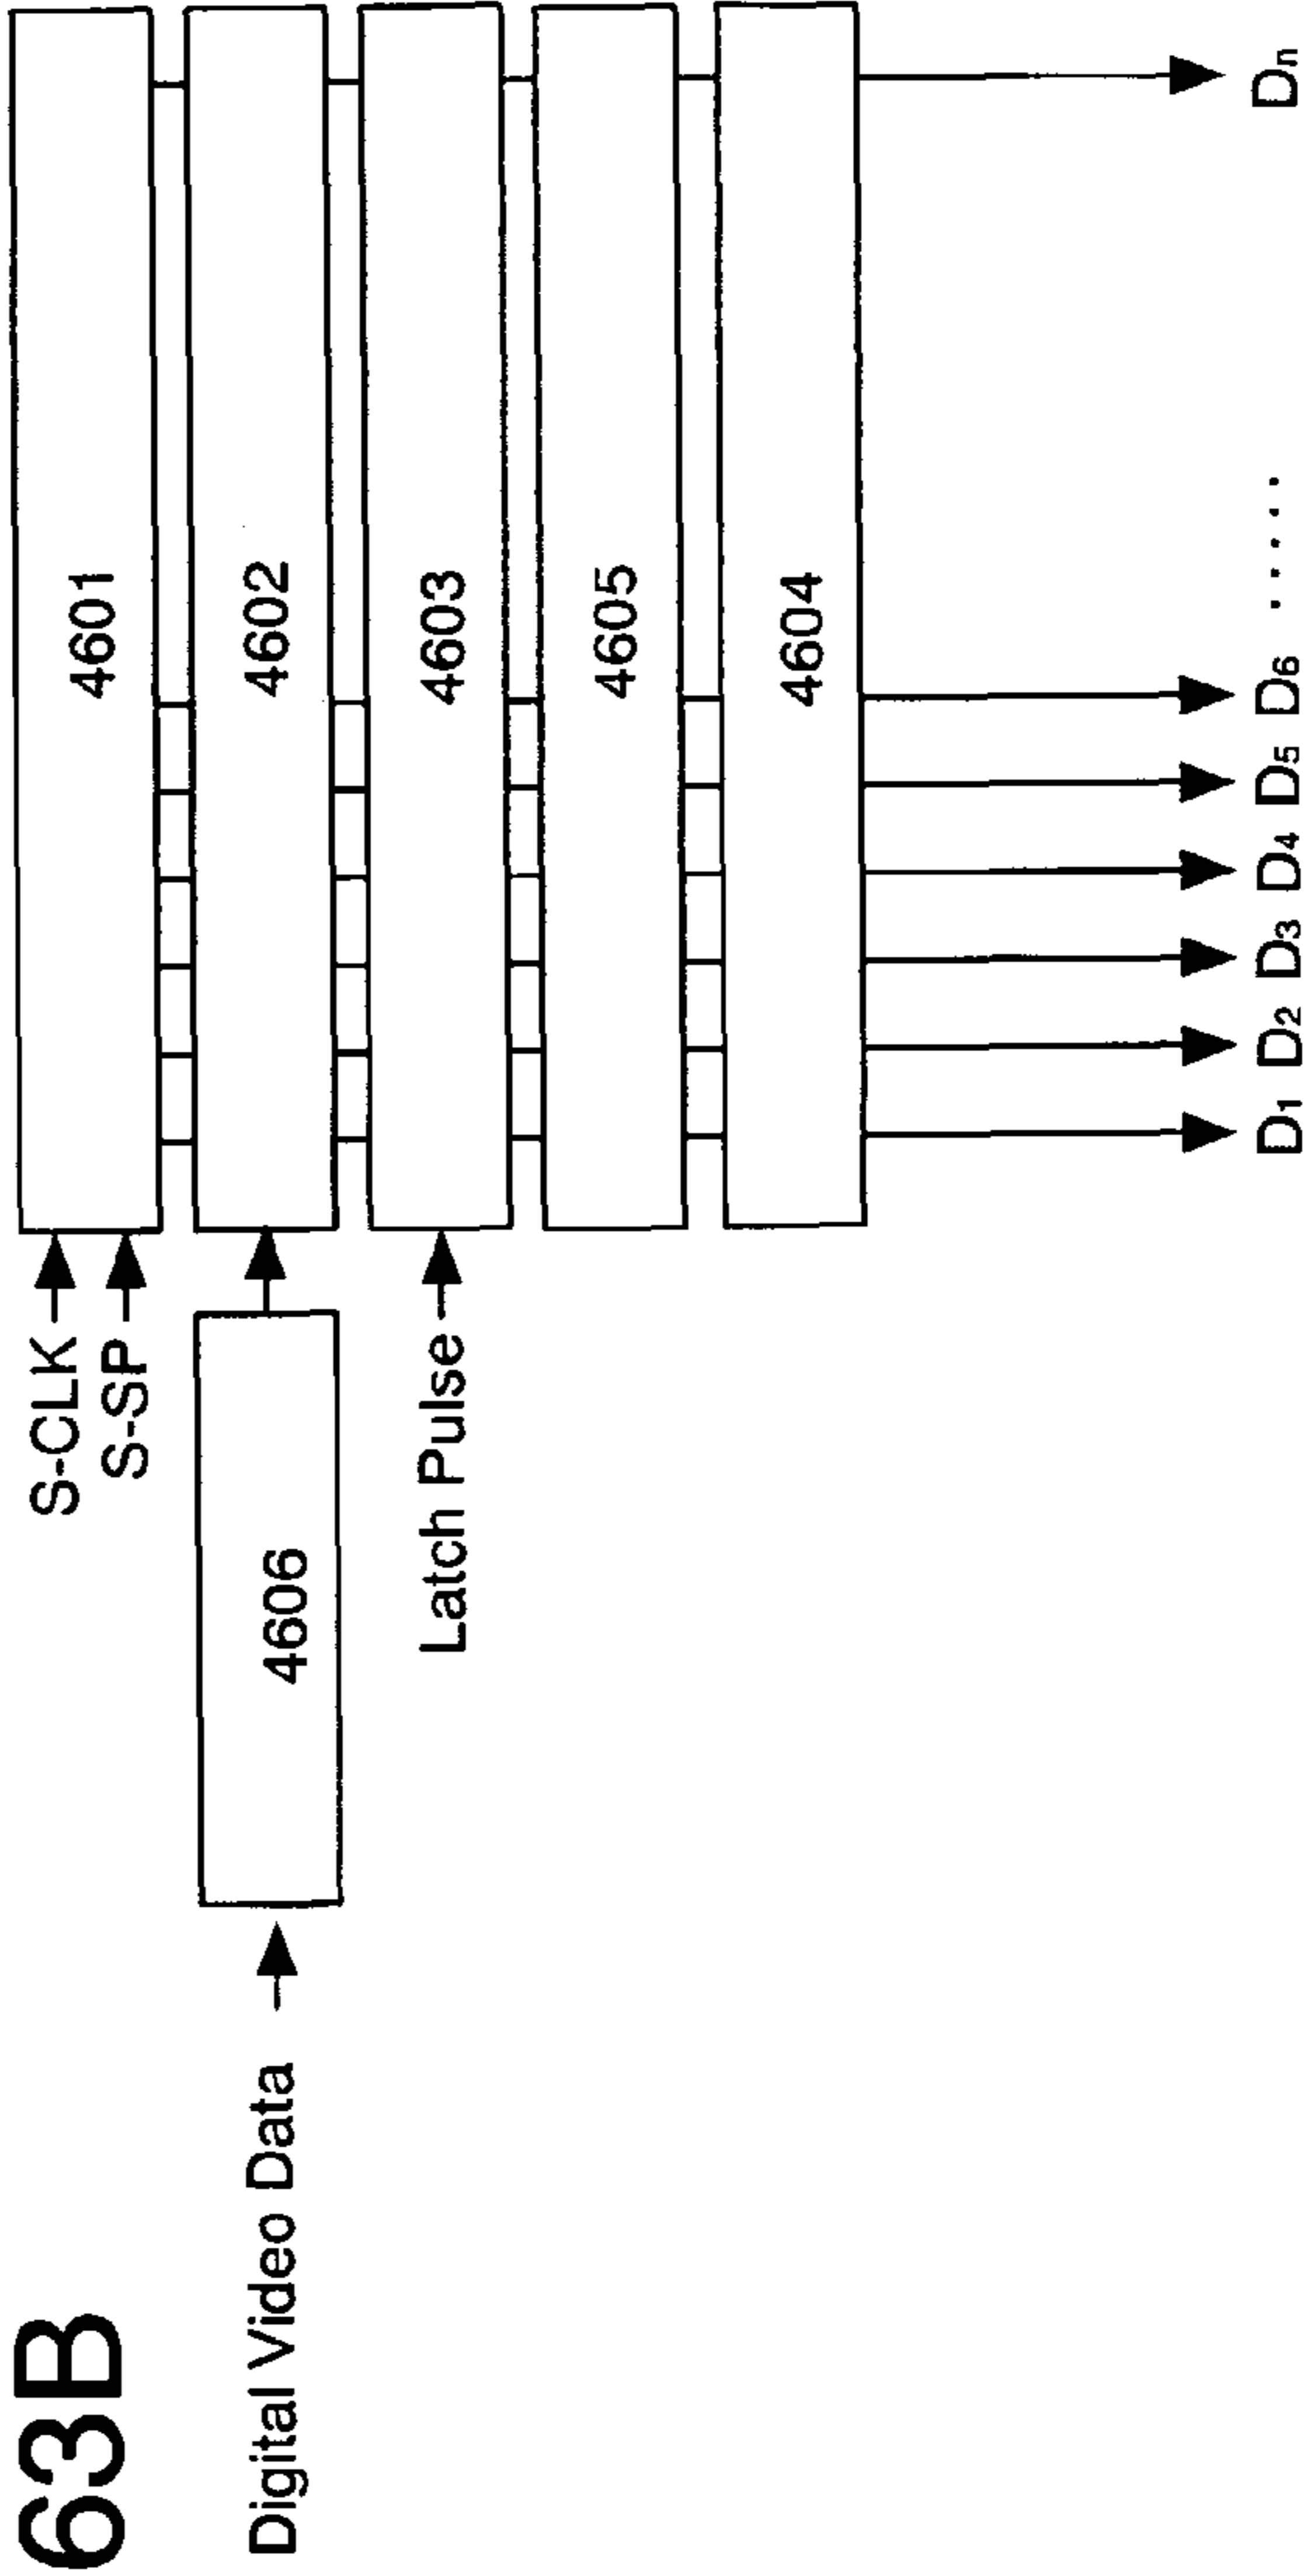 63B
S-CLK
S-SP
4601
Digital Video Data
4606
4602
Latch Pulse
4603
4605
4604
D1 D2 D3 D4 D5 D6 ..... Dn